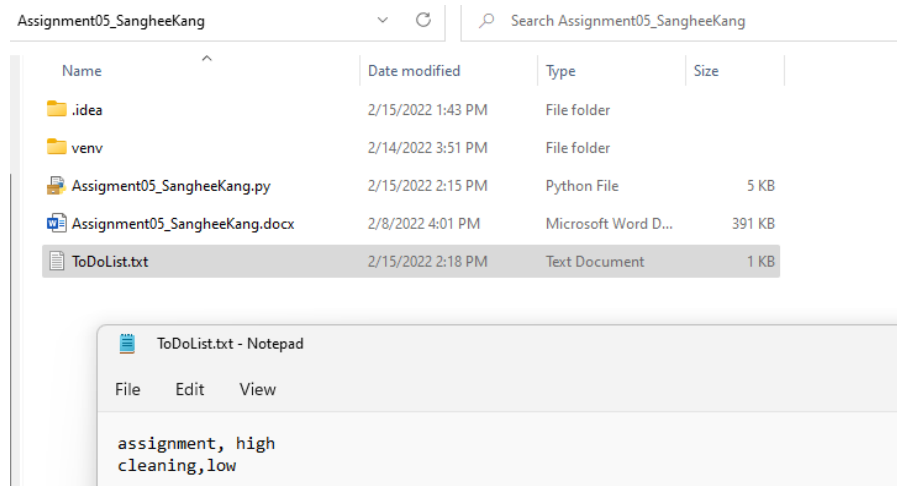 Assignment05_SangheeKang Search Assignment05_SangheeKang
Name Date modified Type Size
.idea 2/15/2022 1:43 PM File folder
venv 2/14/2022 3:51 PM File folder
Assigment05_SangheeKang.py 2/15/2022 2:15 PM Python File 5 KB
Assignment05_SangheeKang.docx 2/8/2022 4:01 PM Microsoft Word D... 391 KB
ToDoList.txt 2/15/2022 2:18 PM Text Document 1 KB
ToDoList.txt - Notepad
File Edit View
assignment, high
cleaning,low